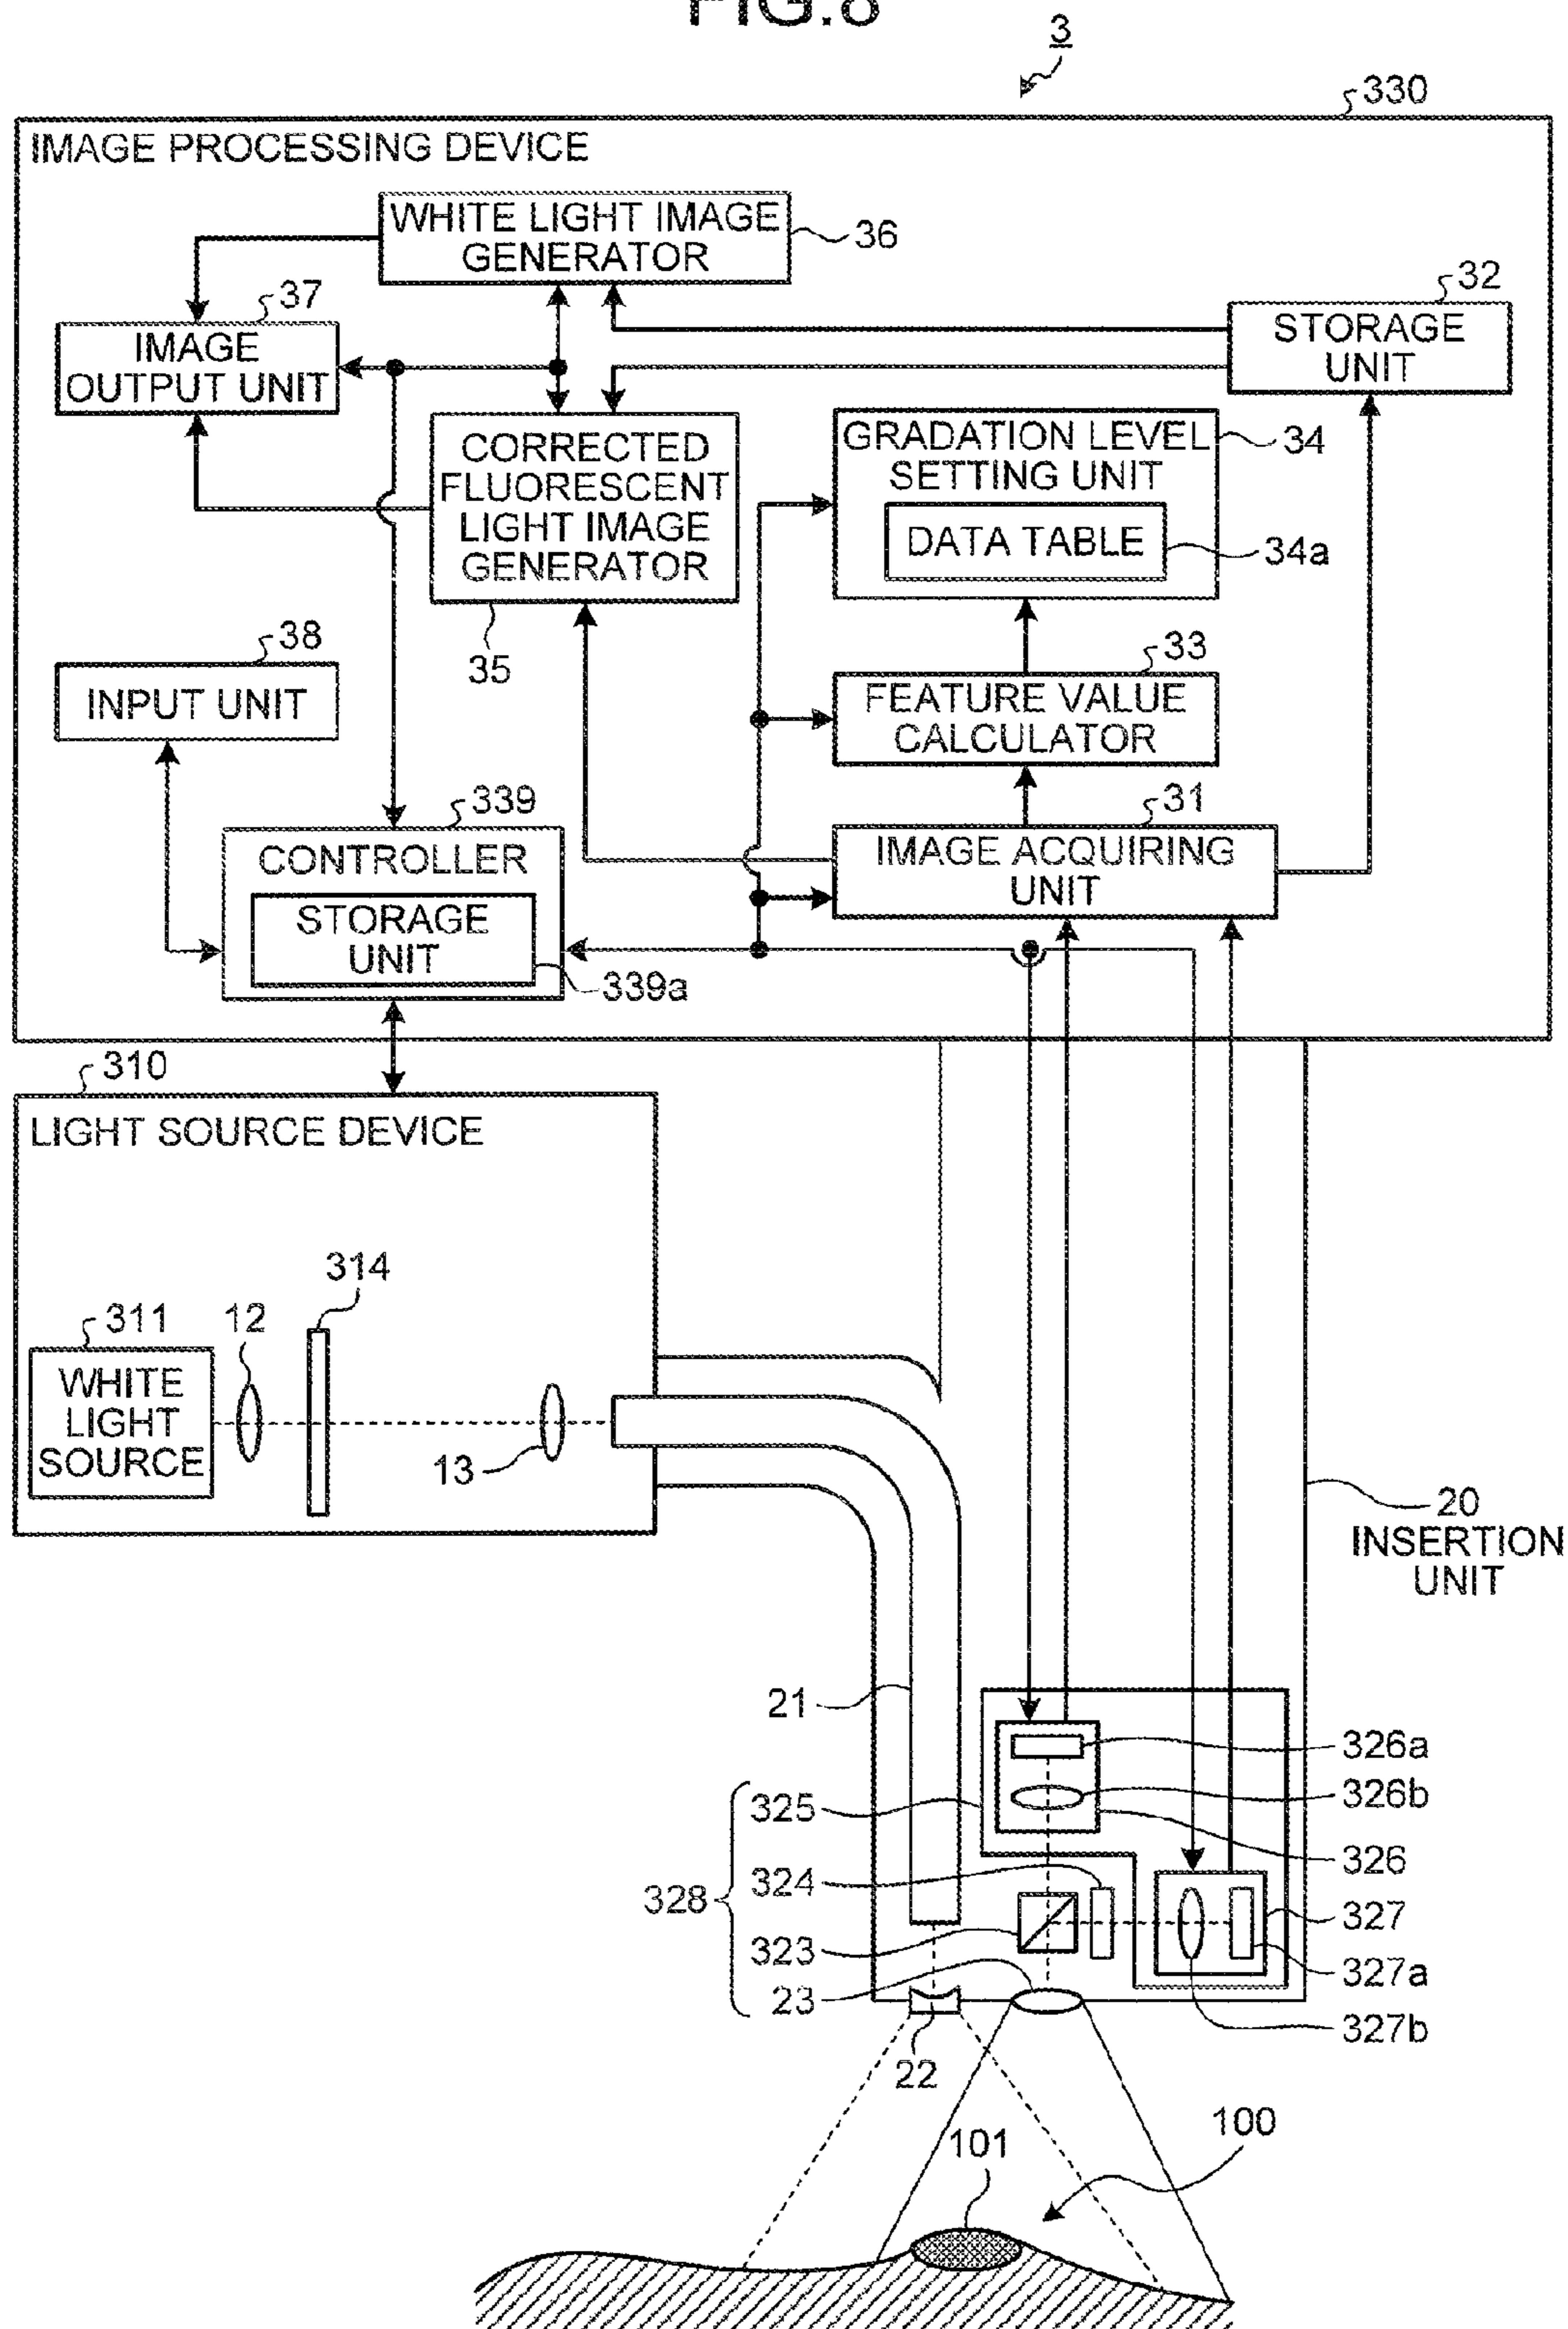 FIG.8
3
330
IMAGE PROCESSING DEVICE
WHITE LIGHT IMAGE
GENERATOR
36
37
IMAGE
OUTPUT UNIT
32
STORAGE
UNIT
CORRECTED
FLUORESCENT
LIGHT IMAGE
GENERATOR
35
GRADATION LEVEL
SETTING UNIT
34
DATA TABLE
34a
38
INPUT UNIT
33
FEATURE VALUE
CALCULATOR
339
CONTROLLER
STORAGE
UNIT
339a
31
IMAGE ACQUIRING
UNIT
310
LIGHT SOURCE DEVICE
314
311
12
WHITE
LIGHT
SOURCE
13
20
INSERTION
UNIT
21
326a
325
326b
326
324
328
327
323
327a
23
327b
22
100
101